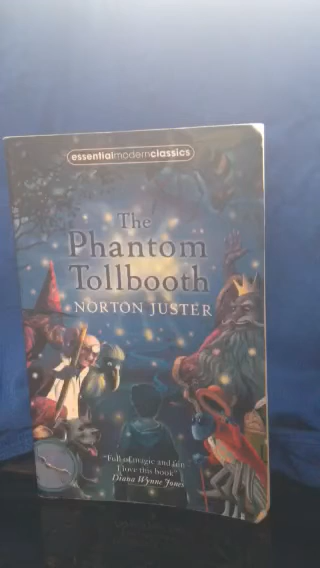 essentialmodernclassics
The
Phantom
Tollbooth
NORTON JUSTER
"Full of magic and fun
I love this book"
Diana Wynne Jones